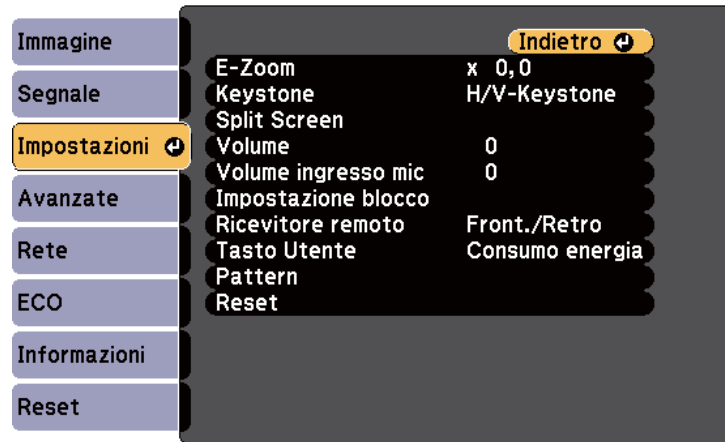 Immagine
Segnale
Impostazioni
Avanzate
Rete
ECO
Informazioni
Reset
Indietro
E-Zoom x 0,0
Keystone H/V-Keystone
Split Screen
Volume 0
Volume ingresso mic 0
Impostazione blocco
Ricevitore remoto Front./Retro
Tasto Utente Consumo energia
Pattern
Reset